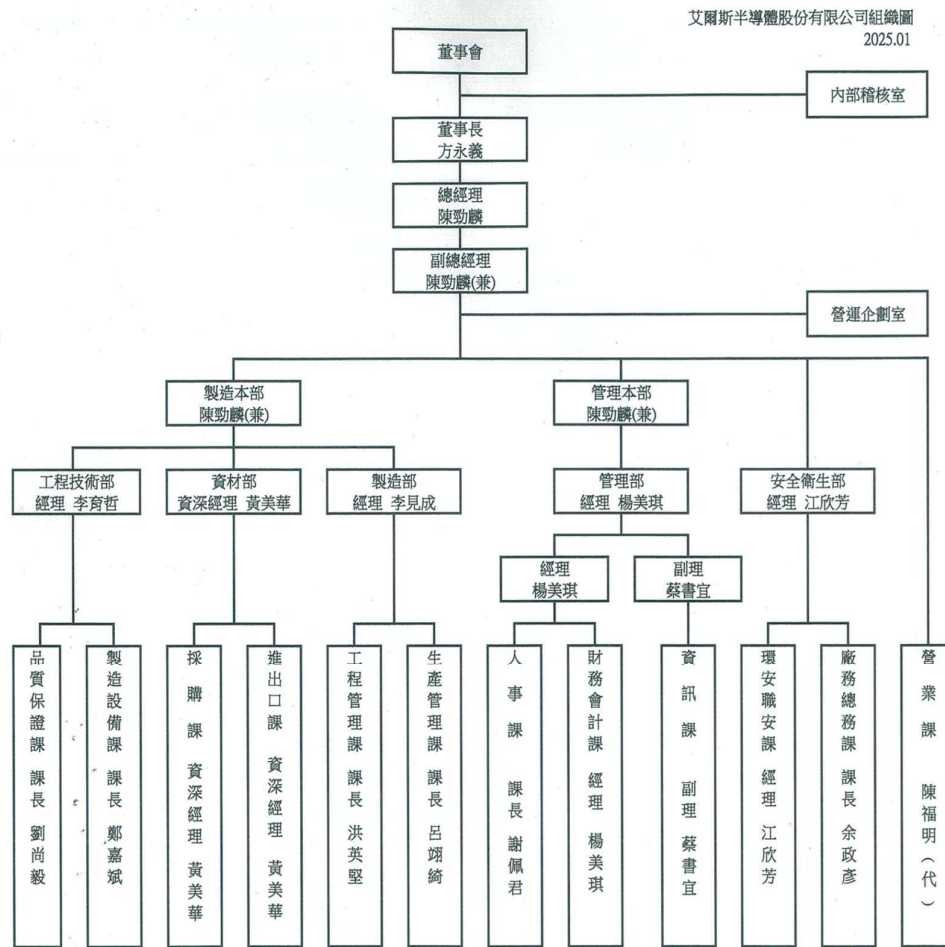 艾爾斯半導體股份有限公司組織圖
2025.01
董事會
內部稽核室
董事長
方永義
總經理
陳勁麟
副總經理
陳勁麟(兼)
營運企劃室
製造本部
陳勁麟(兼)
管理本部
陳勁麟(兼)
工程技術部
經理 李育哲
資材部
資深經理 黃美華
製造部
經理 李見成
管理部
經理 楊美琪
安全衛生部
經理 江欣芳
經理
楊美琪
副理
蔡書宜
品質保證課 課長 劉尚毅
製造設備課 課長 鄭嘉斌
採購課 資深經理 黃美華
進出口課 資深經理 黃美華
工程管理課 課長 洪英堅
生產管理課 課長 呂翊綺
人事課 課長 謝佩君
財務會計課 經理 楊美琪
資訊課 副理 蔡書宜
環安職安課 經理 江欣芳
廠務總務課 課長 余政彥
營業課 陳福明(代)